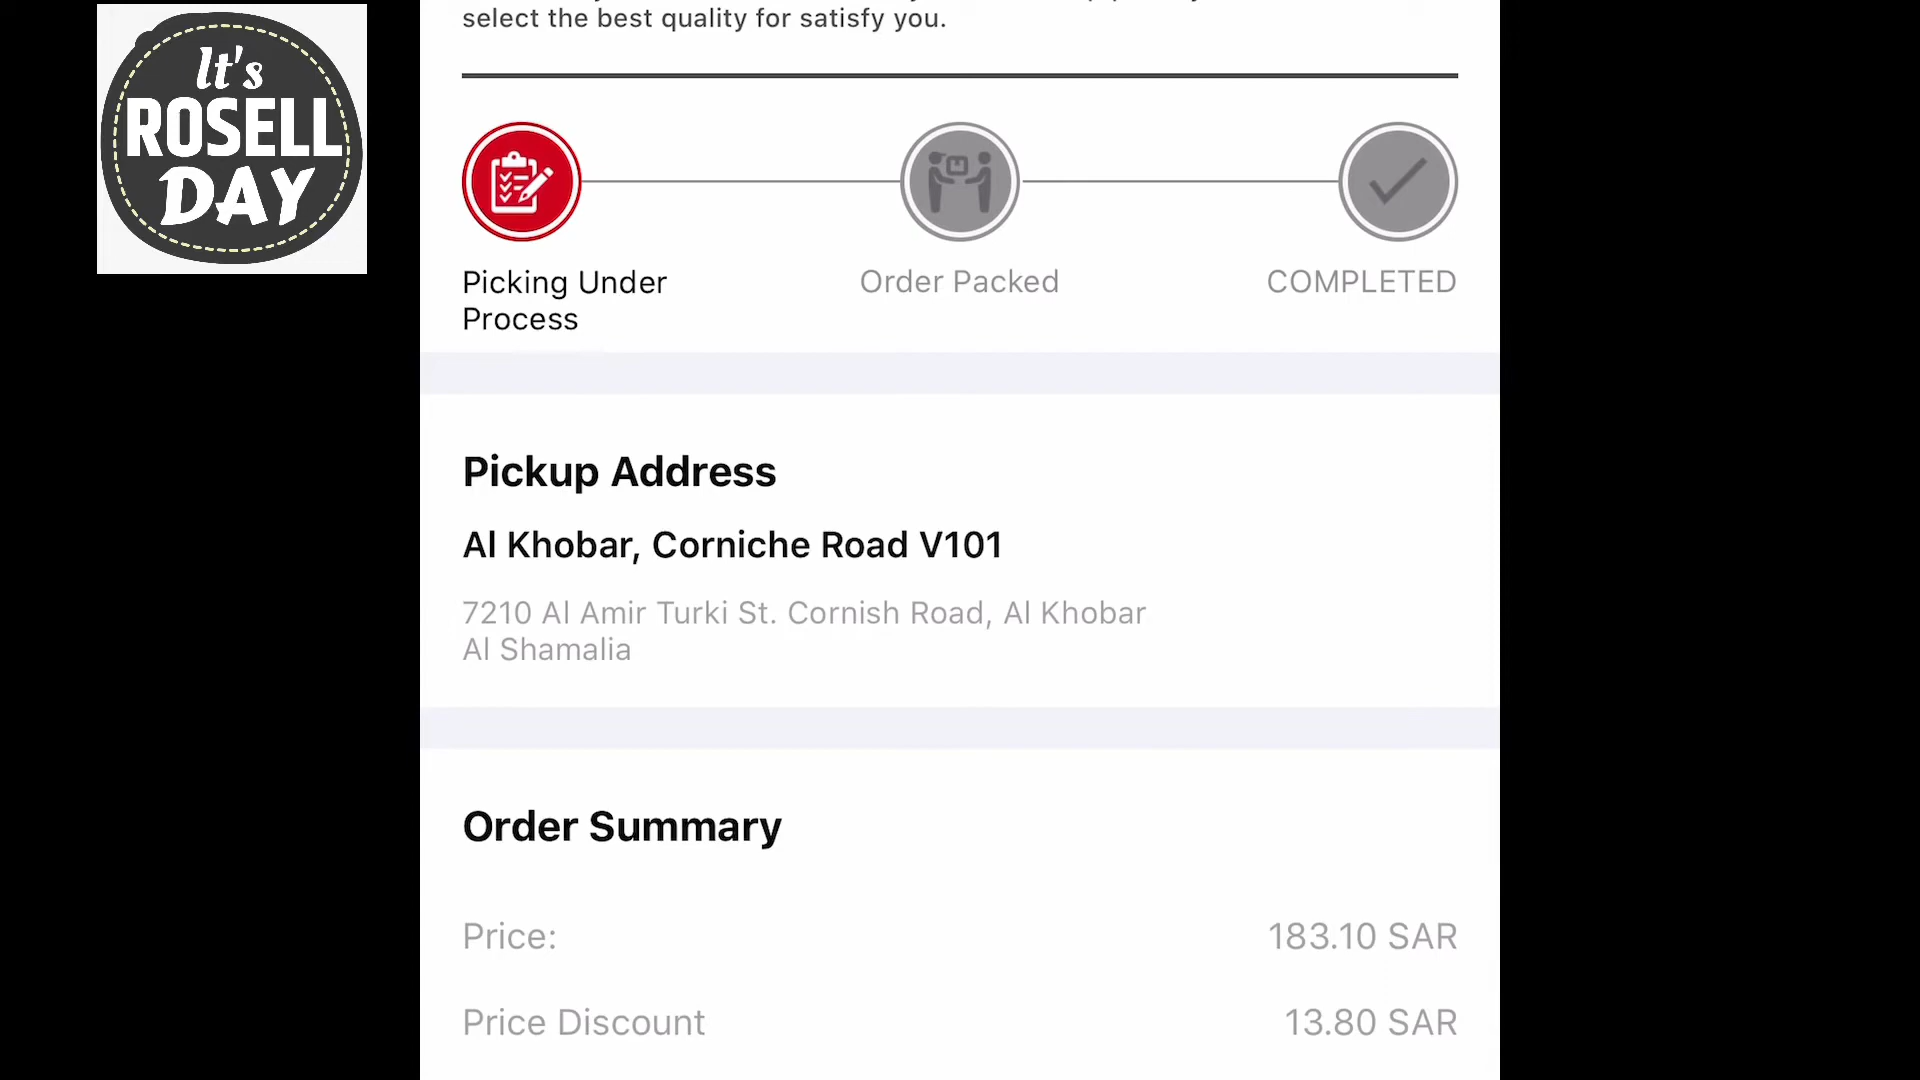 It's
ROSELL
DAY
select the best quality for satisfy you.
Picking Under
Process
Order Packed
COMPLETED
Pickup Address
Al Khobar, Corniche Road V101
7210 Al Amir Turki St. Cornish Road, Al Khobar
Al Shamalia
Order Summary
Price: 183.10 SAR
Price Discount 13.80 SAR